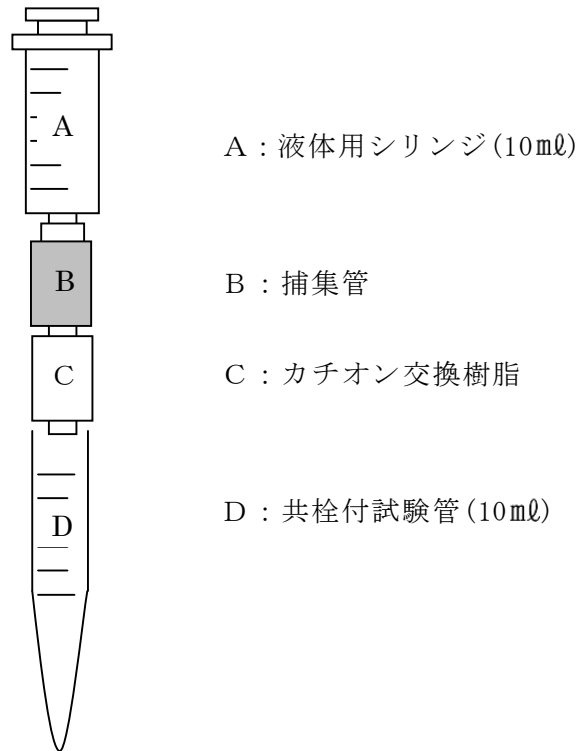 A
A：液体用シリンジ(10㎖)
B
B：捕集管
C
C：カチオン交換樹脂
D
D：共栓付試験管(10㎖)